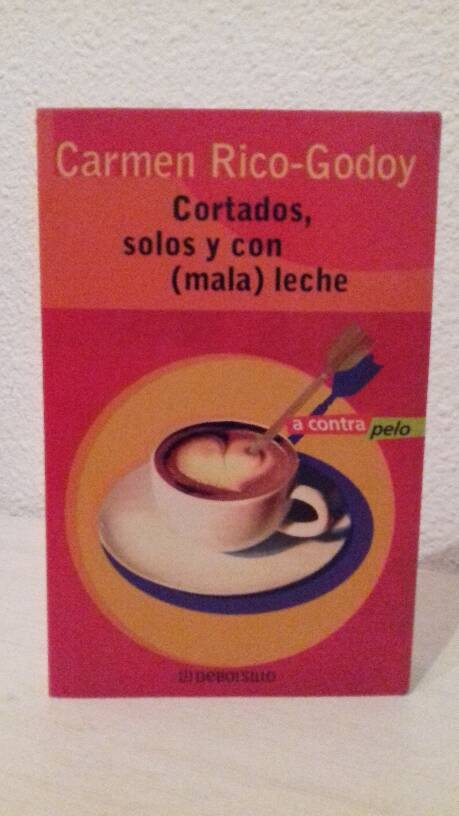 Carmen Rico-Godoy
Cortados,
solos y con
(mala) leche
a contra pelo
DEBOLSILLO